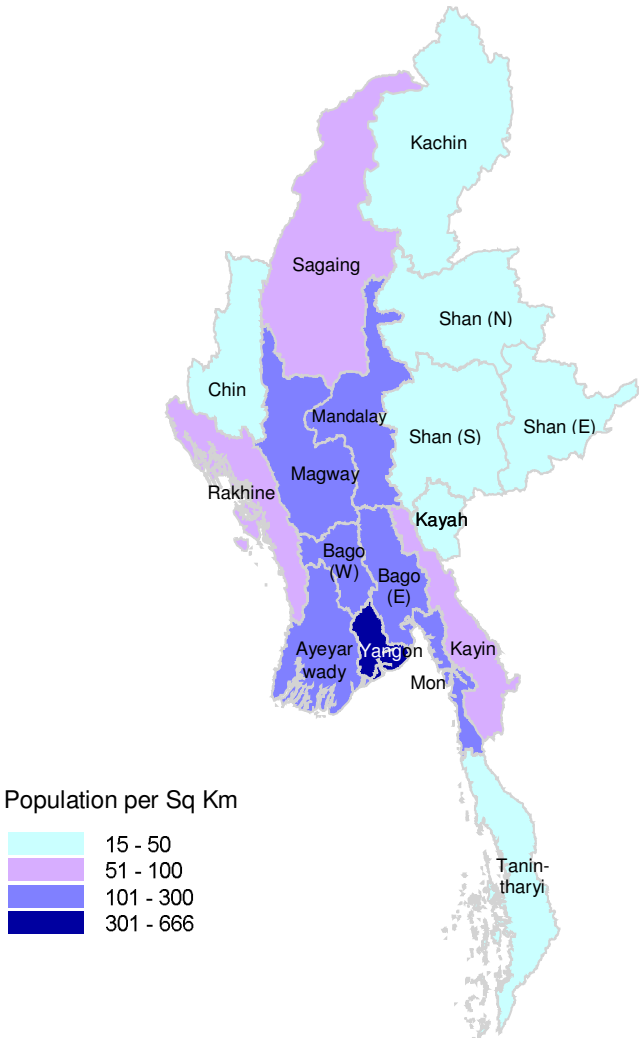 Kachin
Sagaing
Shan (N)
Chin
Mandalay
Shan (S)
Shan (E)
Magway
Rakhine
Kayah
Bago
(W)
Bago
(E)
Ayeyar
wady
Yangon
Kayin
Mon
Population per Sq Km
15 - 50
51 - 100
101 - 300
301 - 666
Tanin-
tharyi